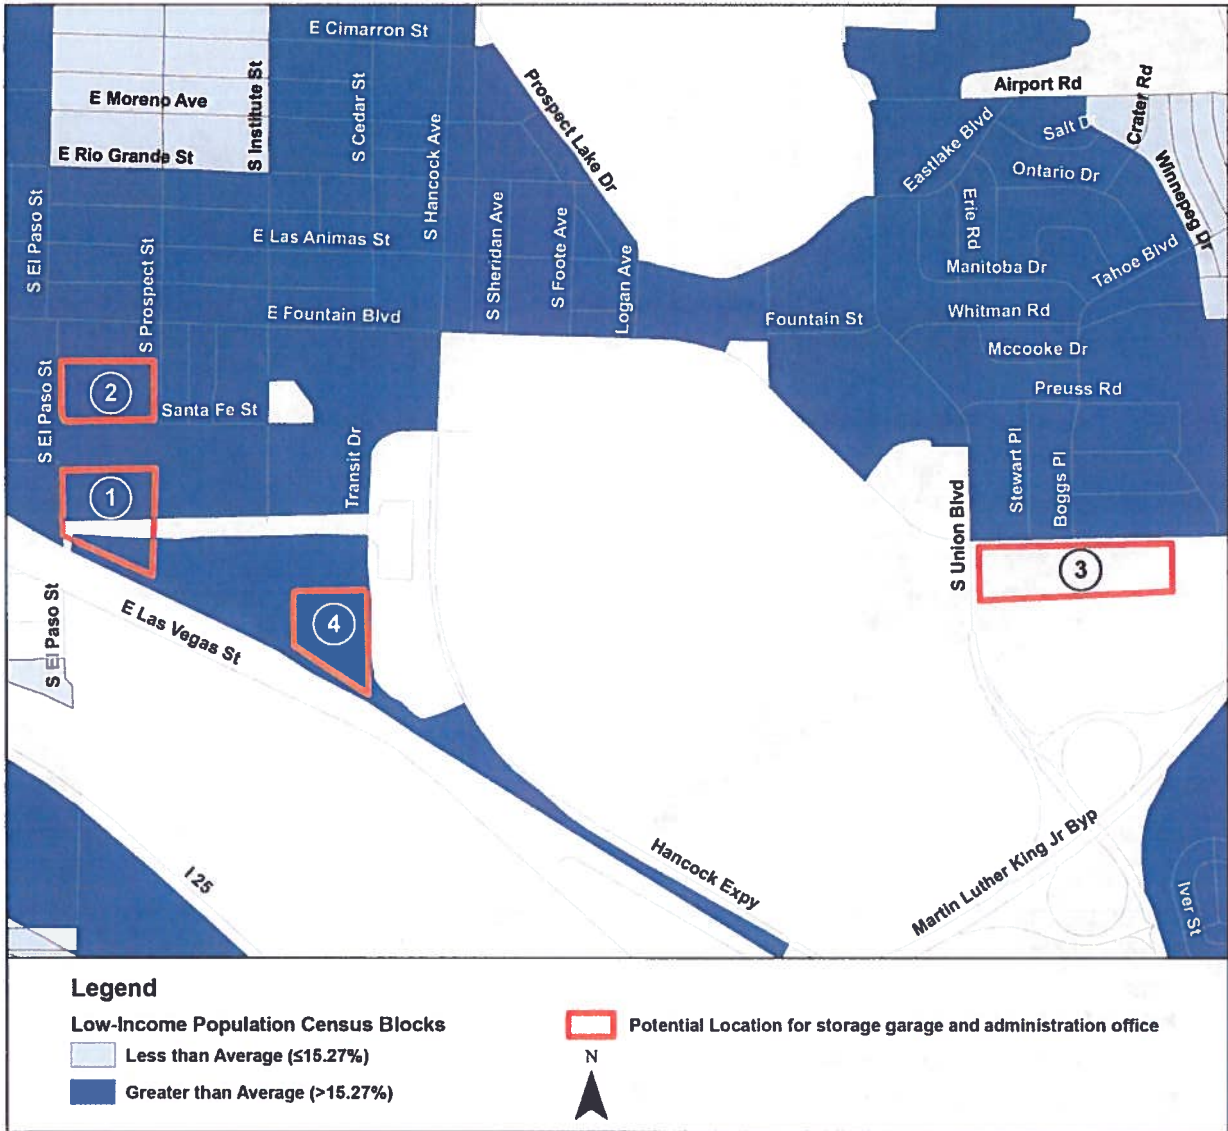 E Cimarron St
Prospect Lake Dr
Airport Rd
Crater Rd
E Moreno Ave
S Institute St
S Cedar St
S Hancock Ave
Eastlake Blvd
Salt Dr
E Rio Grande St
Ontario Dr
Winnepeg Dr
S El Paso St
S Prospect St
E Las Animas St
S Sheridan Ave
S Foote Ave
Logan Ave
Erie Rd
Manitoba Dr
Tahoe Blvd
E Fountain Blvd
Fountain St
Whitman Rd
Mccooke Dr
S El Paso St
2
Santa Fe St
Preuss Rd
Transit Dr
Stewart Pl
Boggs Pl
1
S Union Blvd
3
S El Paso St
E Las Vegas St
4
I 25
Hancock Expy
Martin Luther King Jr Byp
Iver St
Legend
Low-Income Population Census Blocks
Less than Average (≤15.27%)
Greater than Average (>15.27%)
Potential Location for storage garage and administration office
N